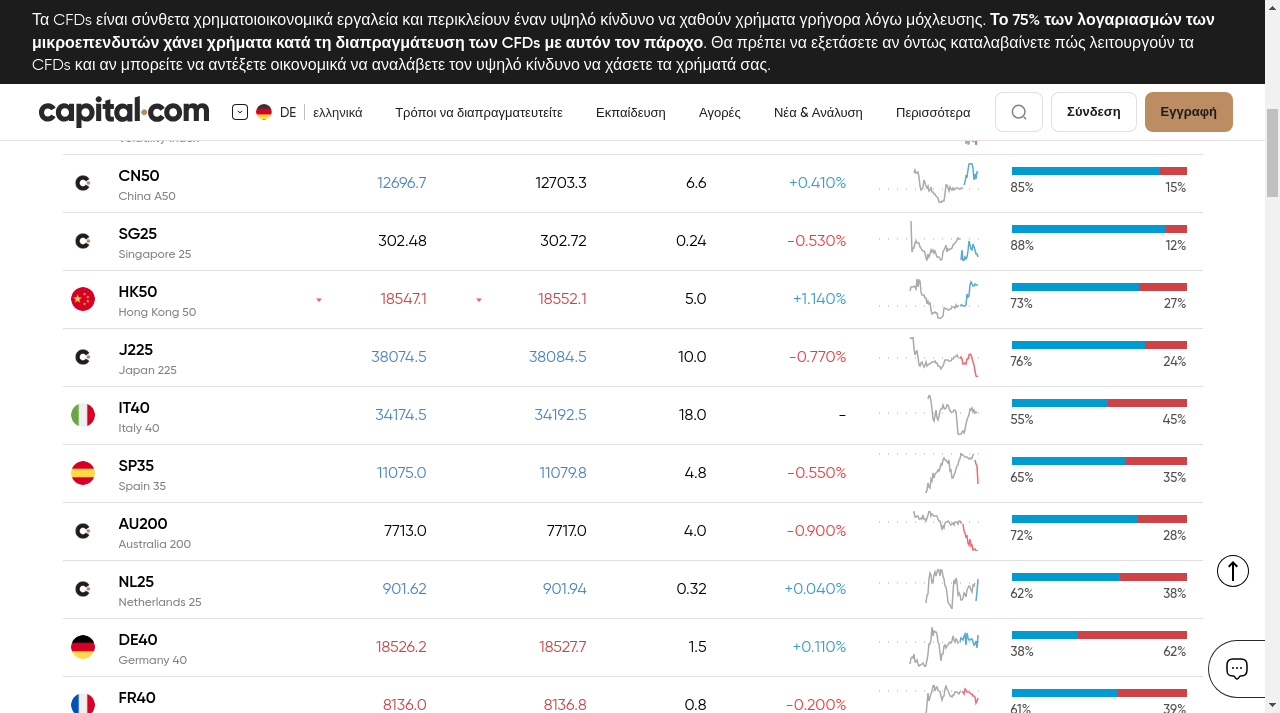 Τα CFDs είναι σύνθετα χρηματοοικονομικά εργαλεία και περικλείουν έναν υψηλό κίνδυνο να χαθούν χρήματα γρήγορα λόγω μόχλευσης. Το 75% των λογαριασμών των
μικροεπενδυτών χάνει χρήματα κατά τη διαπραγμάτευση των CFDs με αυτόν τον πάροχο. Θα πρέπει να εξετάσετε αν όντως καταλαβαίνετε πώς λειτουργούν τα
CFDs και αν μπορείτε να αντέξετε οικονομικά να αναλάβετε τον υψηλό κίνδυνο να χάσετε τα χρήματά σας.
capital.com DE ελληνικά Τρόποι να διαπραγματευτείτε Εκπαίδευση Αγορές Νέα & Ανάλυση Περισσότερα Σύνδεση Εγγραφή
Volatility Index
CN50 12696.7 12703.3 6.6 +0.410% 85% 15%
China A50
SG25 302.48 302.72 0.24 -0.530% 88% 12%
Singapore 25
HK50 18547.1 18552.1 5.0 +1.140% 73% 27%
Hong Kong 50
J225 38074.5 38084.5 10.0 -0.770% 76% 24%
Japan 225
IT40 34174.5 34192.5 18.0 - 55% 45%
Italy 40
SP35 11075.0 11079.8 4.8 -0.550% 65% 35%
Spain 35
AU200 7713.0 7717.0 4.0 -0.900% 72% 28%
Australia 200
NL25 901.62 901.94 0.32 +0.040% 62% 38%
Netherlands 25
DE40 18526.2 18527.7 1.5 +0.110% 38% 62%
Germany 40
FR40 8136.0 8136.8 0.8 -0.200% 61% 39%